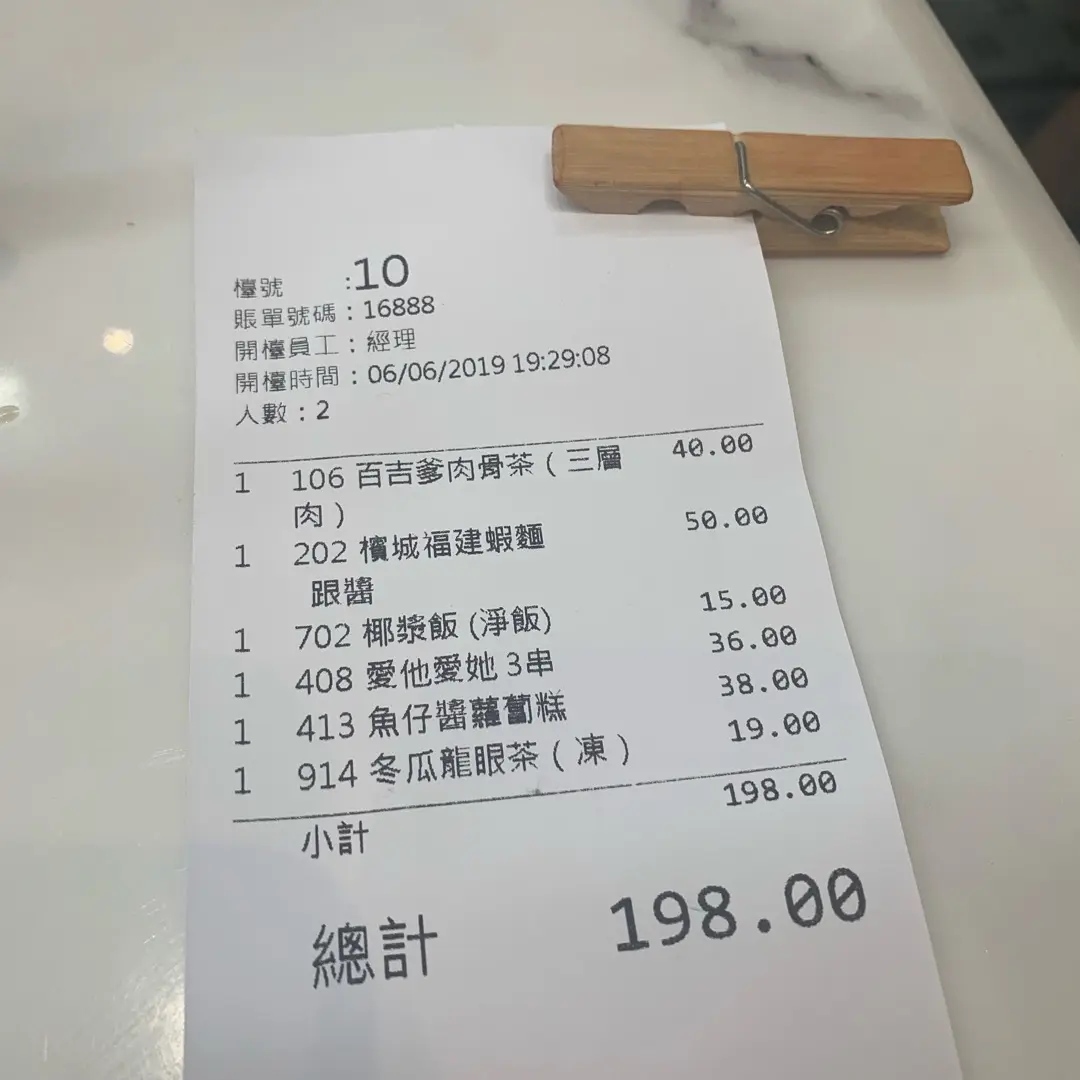 檯號 :10
賬單號碼：16888
開檯員工：經理
開檯時間：06/06/2019 19:29:08
人數：2
1 106 百吉爹肉骨茶（三層 40.00
肉）
1 202 檳城福建蝦麵 50.00
跟醬
1 702 椰漿飯 (淨飯) 15.00
1 408 愛他愛她 3串 36.00
1 413 魚仔醬蘿蔔糕 38.00
1 914 冬瓜龍眼茶（凍） 19.00
小計 198.00
總計 198.00